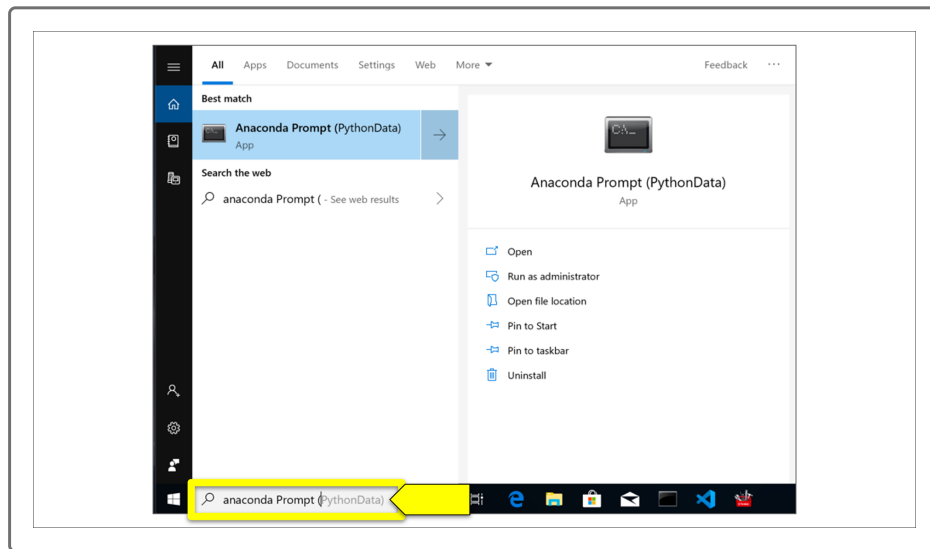 All Apps Documents Settings Web More Feedback ...
Best match
Anaconda Prompt (PythonData)
App
Search the web
anaconda Prompt ( - See web results
C:\_
Anaconda Prompt (PythonData)
App
Open
Run as administrator
Open file location
Pin to Start
Pin to taskbar
Uninstall
anaconda Prompt (PythonData)